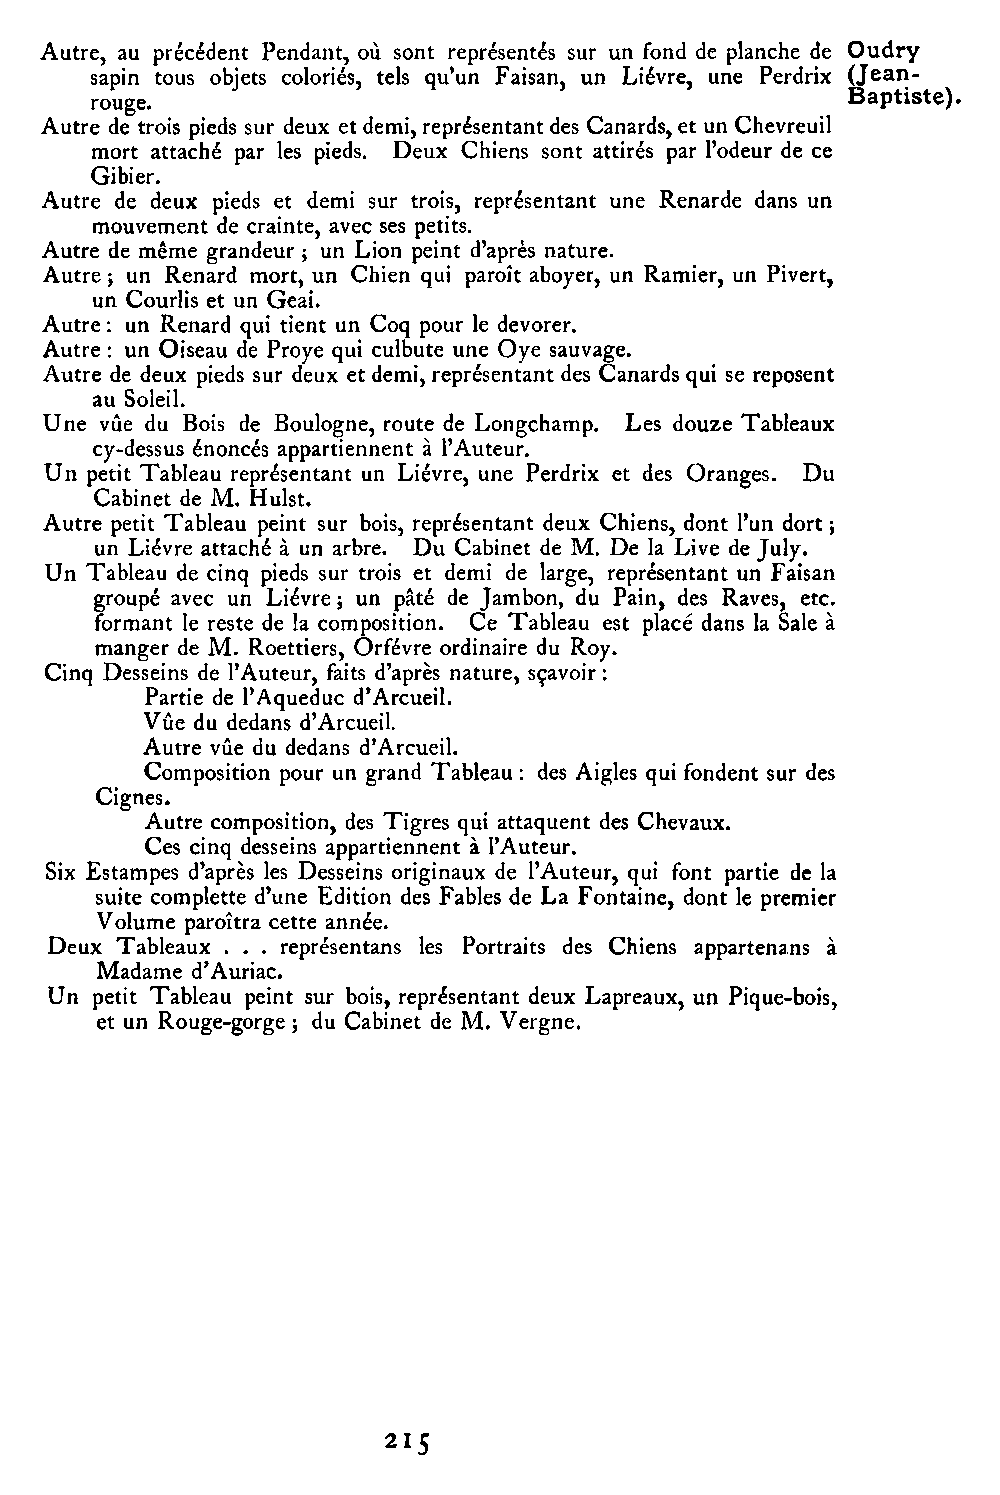 Autre, au précédent Pendant, où sont représentés sur un fond de planche de
sapin tous objets coloriés, tels qu'un Faisan, un Liévre, une Perdrix
rouge.
Oudry
(Jean-
Baptiste).
Autre de trois pieds sur deux et demi, représentant des Canards, et un Chevreuil
mort attaché par les pieds. Deux Chiens sont attirés par l'odeur de ce
Gibier.
Autre de deux pieds et demi sur trois, représentant une Renarde dans un
mouvement de crainte, avec ses petits.
Autre de même grandeur ; un Lion peint d'après nature.
Autre ; un Renard mort, un Chien qui paroît aboyer, un Ramier, un Pivert,
un Courlis et un Geai.
Autre : un Renard qui tient un Coq pour le devorer.
Autre : un Oiseau de Proye qui culbute une Oye sauvage.
Autre de deux pieds sur deux et demi, représentant des Canards qui se reposent
au Soleil.
Une vûe du Bois de Boulogne, route de Longchamp. Les douze Tableaux
cy-dessus énoncés appartiennent à l'Auteur.
Un petit Tableau représentant un Liévre, une Perdrix et des Oranges. Du
Cabinet de M. Hulst.
Autre petit Tableau peint sur bois, représentant deux Chiens, dont l'un dort ;
un Liévre attaché à un arbre. Du Cabinet de M. De la Live de July.
Un Tableau de cinq pieds sur trois et demi de large, représentant un Faisan
groupé avec un Liévre ; un pâté de Jambon, du Pain, des Raves, etc.
formant le reste de la composition. Ce Tableau est placé dans la Sale à
manger de M. Roettiers, Orfévre ordinaire du Roy.
Cinq Desseins de l'Auteur, faits d'après nature, sçavoir :
Partie de l'Aqueduc d'Arcueil.
Vûe du dedans d'Arcueil.
Autre vûe du dedans d'Arcueil.
Composition pour un grand Tableau : des Aigles qui fondent sur des
Cignes.
Autre composition, des Tigres qui attaquent des Chevaux.
Ces cinq desseins appartiennent à l'Auteur.
Six Estampes d'après les Desseins originaux de l'Auteur, qui font partie de la
suite complette d'une Edition des Fables de La Fontaine, dont le premier
Volume paroîtra cette année.
Deux Tableaux . . . représentans les Portraits des Chiens appartenans à
Madame d'Auriac.
Un petit Tableau peint sur bois, représentant deux Lapreaux, un Pique-bois,
et un Rouge-gorge ; du Cabinet de M. Vergne.
215